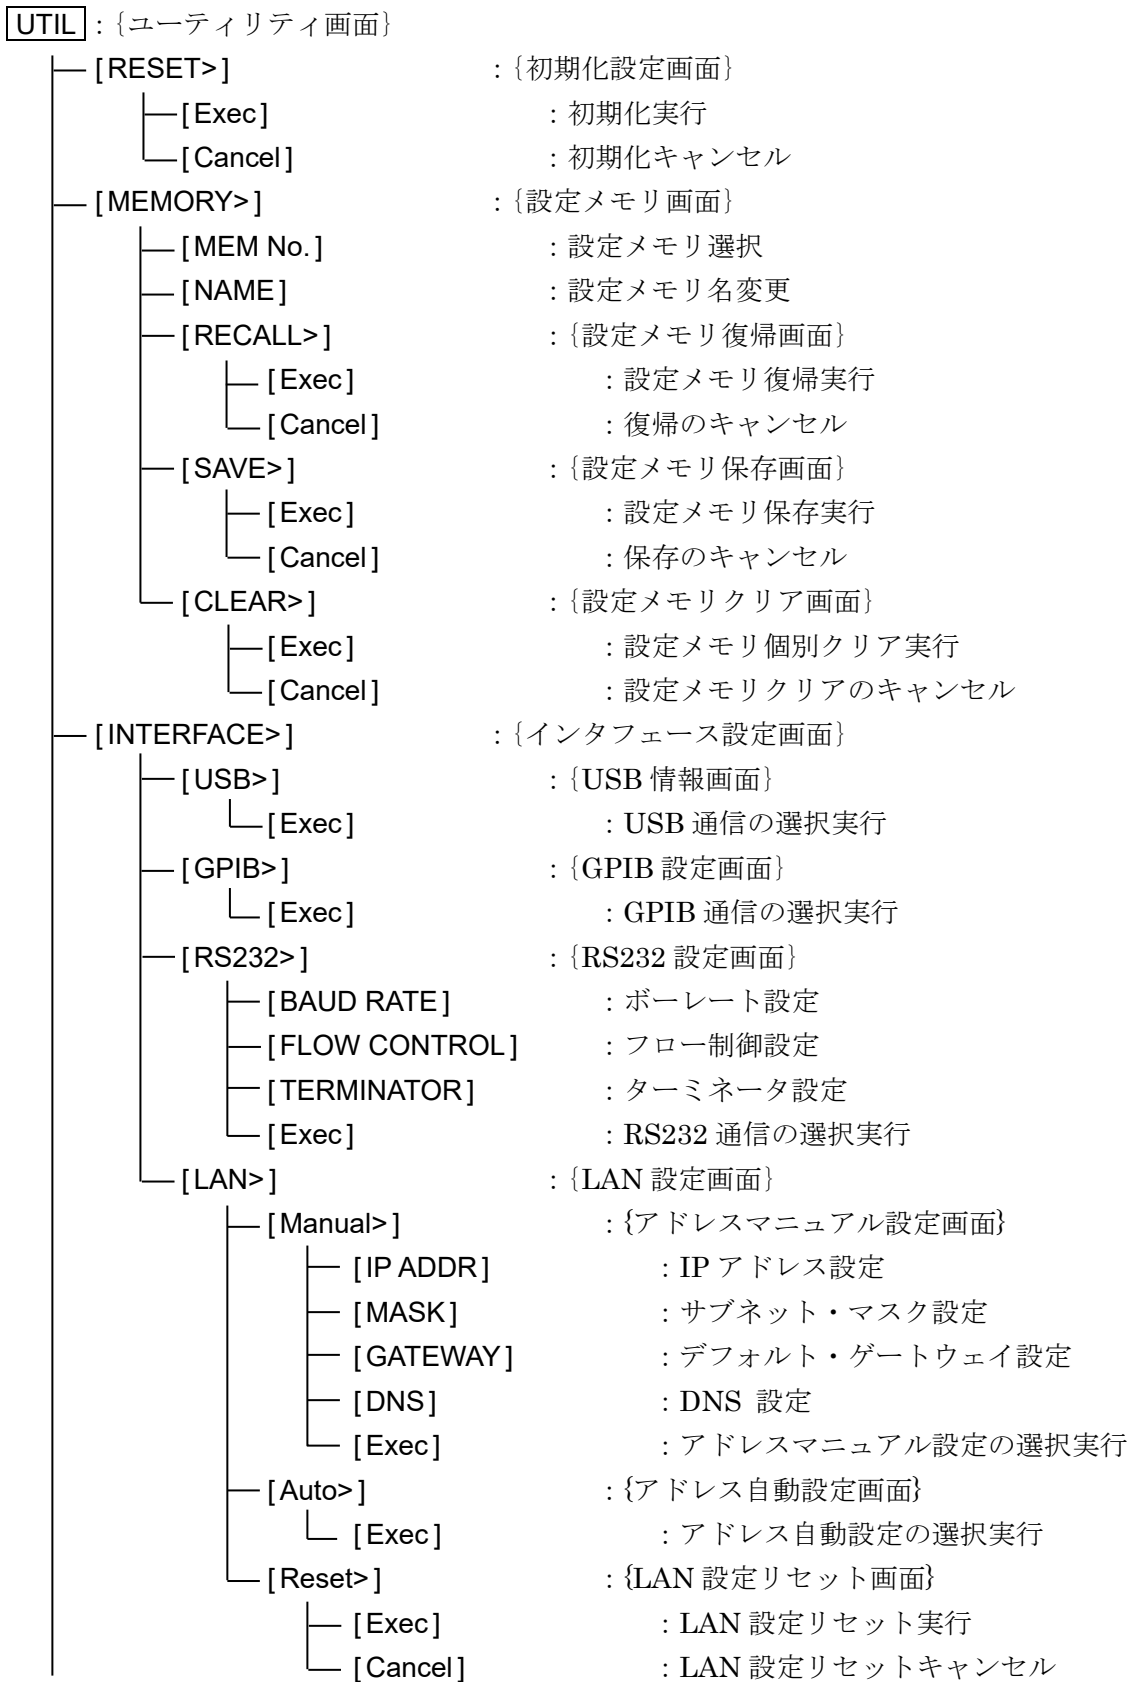 UTIL : {ユーティリティ画面}
[RESET>] : {初期化設定画面}
[Exec] : 初期化実行
[Cancel] : 初期化キャンセル
[MEMORY>] : {設定メモリ画面}
[MEM No.] : 設定メモリ選択
[NAME] : 設定メモリ名変更
[RECALL>] : {設定メモリ復帰画面}
[Exec] : 設定メモリ復帰実行
[Cancel] : 復帰のキャンセル
[SAVE>] : {設定メモリ保存画面}
[Exec] : 設定メモリ保存実行
[Cancel] : 保存のキャンセル
[CLEAR>] : {設定メモリクリア画面}
[Exec] : 設定メモリ個別クリア実行
[Cancel] : 設定メモリクリアのキャンセル
[INTERFACE>] : {インタフェース設定画面}
[USB>] : {USB 情報画面}
[Exec] : USB 通信の選択実行
[GPIB>] : {GPIB 設定画面}
[Exec] : GPIB 通信の選択実行
[RS232>] : {RS232 設定画面}
[BAUD RATE] : ボーレート設定
[FLOW CONTROL] : フロー制御設定
[TERMINATOR] : ターミネータ設定
[Exec] : RS232 通信の選択実行
[LAN>] : {LAN 設定画面}
[Manual>] : {アドレスマニュアル設定画面}
[IP ADDR] : IP アドレス設定
[MASK] : サブネット・マスク設定
[GATEWAY] : デフォルト・ゲートウェイ設定
[DNS] : DNS 設定
[Exec] : アドレスマニュアル設定の選択実行
[Auto>] : {アドレス自動設定画面}
[Exec] : アドレス自動設定の選択実行
[Reset>] : {LAN 設定リセット画面}
[Exec] : LAN 設定リセット実行
[Cancel] : LAN 設定リセットキャンセル